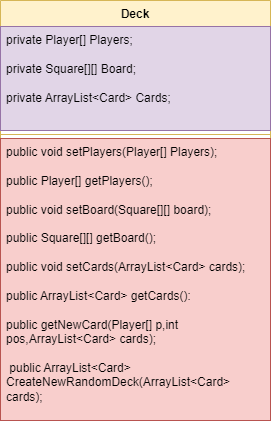 Deck
private Player[] Players;
private Square[][] Board;
private ArrayList<Card> Cards;
public void setPlayers(Player[] Players);
public Player[] getPlayers();
public void setBoard(Square[][] board);
public Square[][] getBoard();
public void setCards(ArrayList<Card> cards);
public ArrayList<Card> getCards():
public getNewCard(Player[] p,int
pos,ArrayList<Card> cards);
public ArrayList<Card>
CreateNewRandomDeck(ArrayList<Card>
cards);